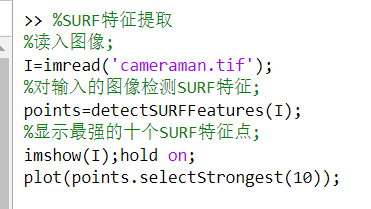 >> %SURF特征提取
%读入图像;
I=imread('cameraman.tif');
%对输入的图像检测SURF特征;
points=detectSURFFeatures(I);
%显示最强的十个SURF特征点;
imshow(I);hold on;
plot(points.selectStrongest(10));